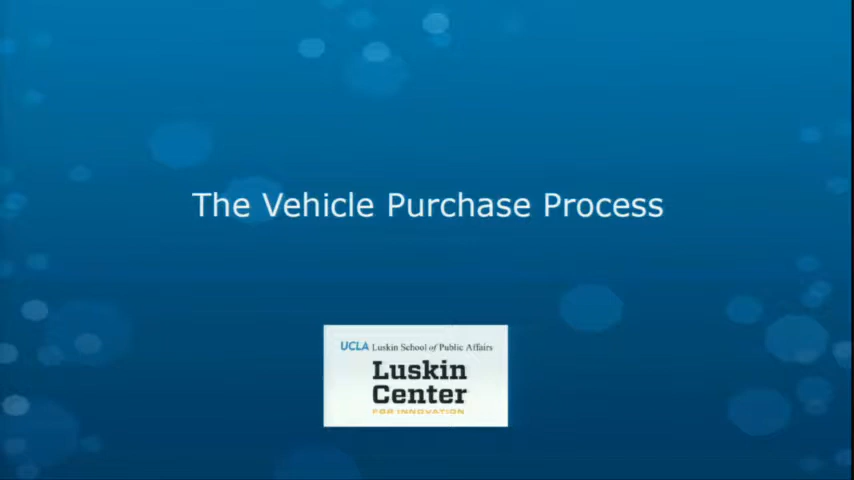 The Vehicle Purchase Process
UCLA Luskin School of Public Affairs
Luskin
Center
FOR INNOVATION